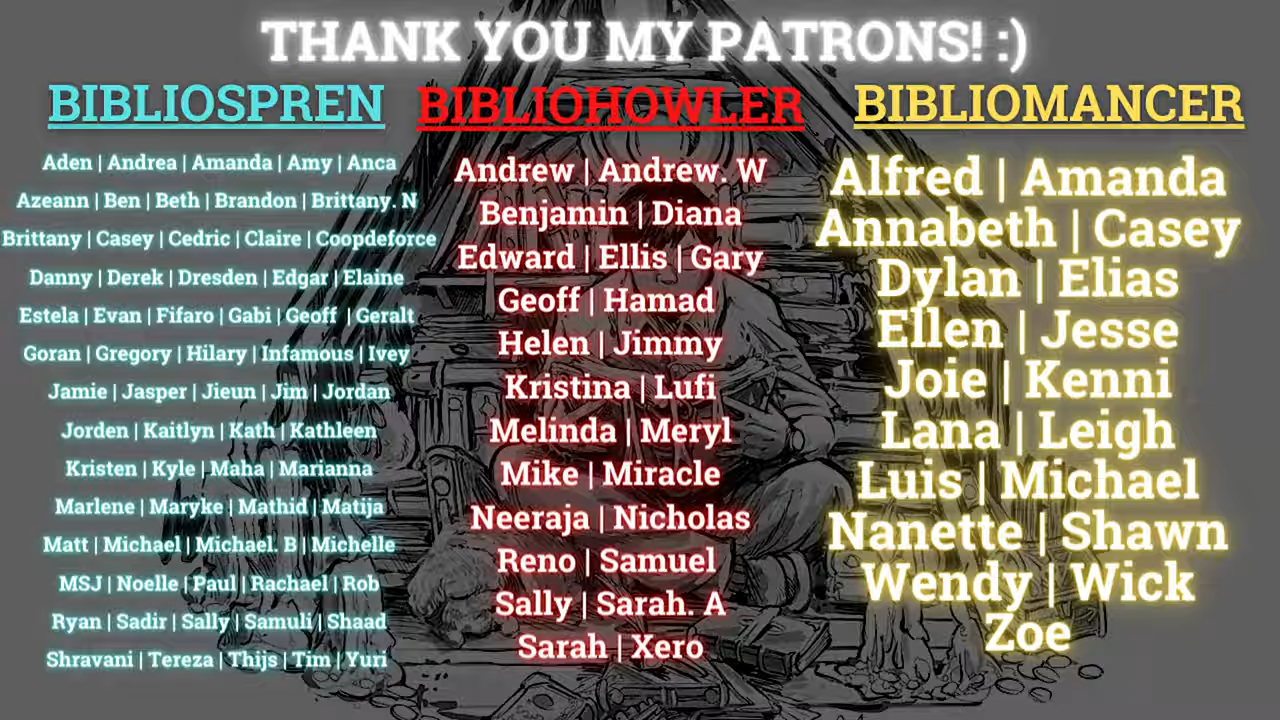 THANK YOU MY PATRONS! :)
BIBLIOSPREN
Aden | Andrea | Amanda | Amy | Anca
Azeann | Ben | Beth | Brandon | Brittany. N
Brittany | Casey | Cedric | Claire | Coopdeforce
Danny | Derek | Dresden | Edgar | Elaine
Estela | Evan | Fifaro | Gabi | Geoff | Geralt
Goran | Gregory | Hilary | Infamous | Ivey
Jamie | Jasper | Jieun | Jim | Jordan
Jorden | Kaitlyn | Kath | Kathleen
Kristen | Kyle | Maha | Marianna
Marlene | Maryke | Mathid | Matija
Matt | Michael | Michael. B | Michelle
MSJ | Noelle | Paul | Rachael | Rob
Ryan | Sadir | Sally | Samuli | Shaad
Shravani | Tereza | Thijs | Tim | Yuri
BIBLIOHOWLER
Andrew | Andrew. W
Benjamin | Diana
Edward | Ellis | Gary
Geoff | Hamad
Helen | Jimmy
Kristina | Lufi
Melinda | Meryl
Mike | Miracle
Neeraja | Nicholas
Reno | Samuel
Sally | Sarah. A
Sarah | Xero
BIBLIOMANCER
Alfred | Amanda
Annabeth | Casey
Dylan | Elias
Ellen | Jesse
Joie | Kenni
Lana | Leigh
Luis | Michael
Nanette | Shawn
Wendy | Wick
Zoe